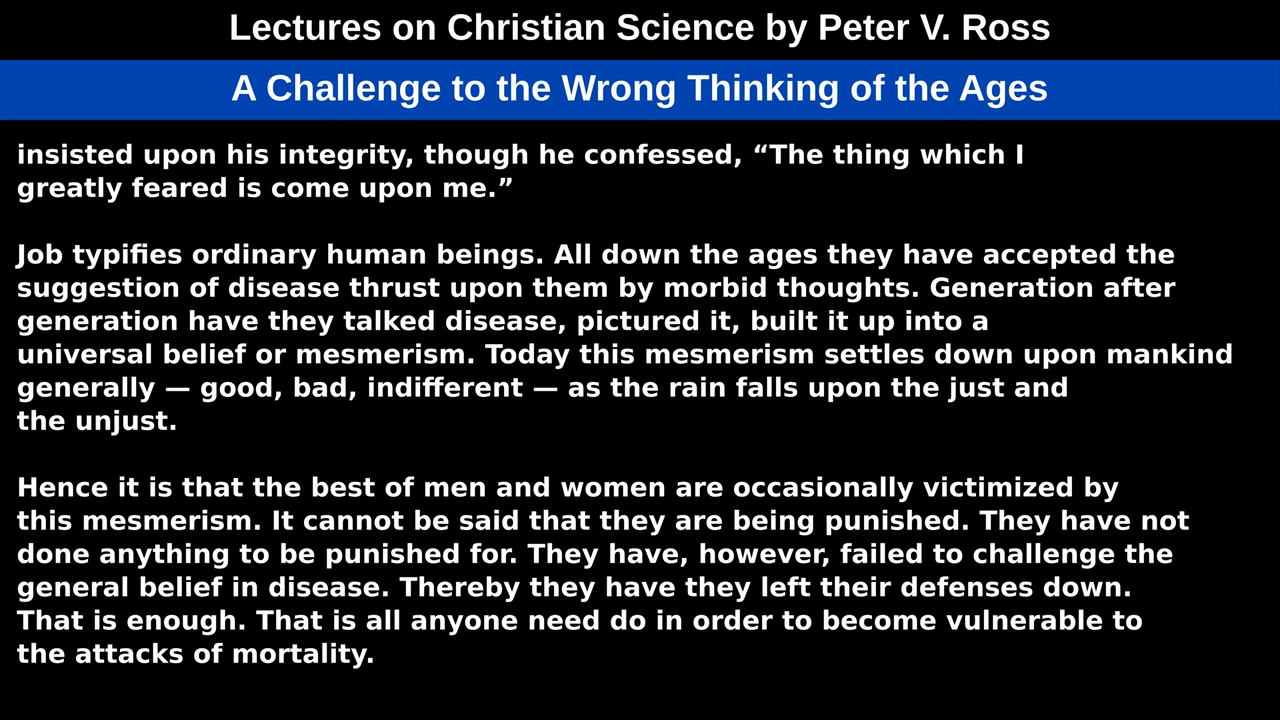 Lectures on Christian Science by Peter V. Ross
A Challenge to the Wrong Thinking of the Ages
insisted upon his integrity, though he confessed, “The thing which I
greatly feared is come upon me.”
Job typifies ordinary human beings. All down the ages they have accepted the
suggestion of disease thrust upon them by morbid thoughts. Generation after
generation have they talked disease, pictured it, built it up into a
universal belief or mesmerism. Today this mesmerism settles down upon mankind
generally — good, bad, indifferent — as the rain falls upon the just and
the unjust.
Hence it is that the best of men and women are occasionally victimized by
this mesmerism. It cannot be said that they are being punished. They have not
done anything to be punished for. They have, however, failed to challenge the
general belief in disease. Thereby they have they left their defenses down.
That is enough. That is all anyone need do in order to become vulnerable to
the attacks of mortality.